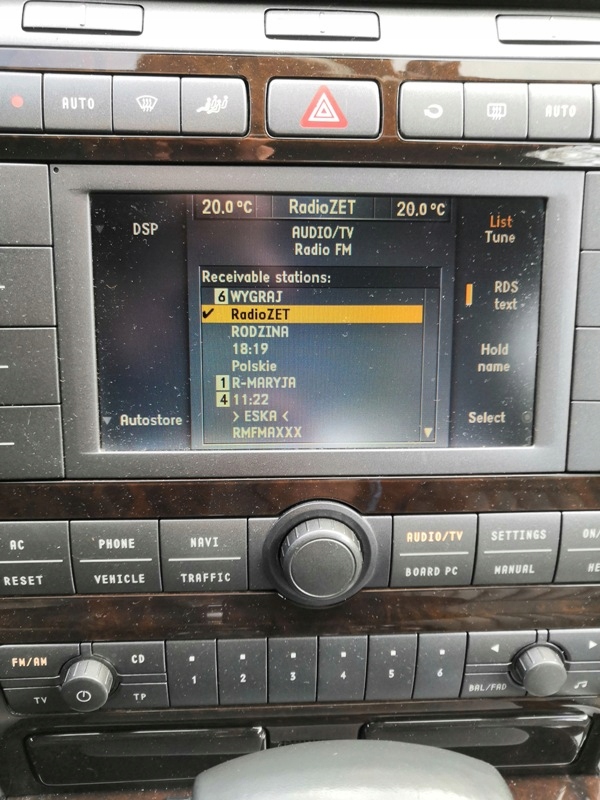 AUTO
AUTO
20.0°C RadioZET 20.0°C
DSP
AUDIO/TV
Radio FM
List
Tune
Receivable stations:
6 WYGRAJ
✔ RadioZET
RODZINA
18:19
Polskie
1 R-MARYJA
4 11:22
> ESKA <
RMFMAXXX
RDS
text
Hold
name
Autostore
Select
AC
RESET
PHONE
VEHICLE
NAVI
TRAFFIC
AUDIO/TV
BOARD PC
SETTINGS
MANUAL
ON/
HE
FM/AM
CD
TV
TP
1 2 3 4 5 6
BAL/FAD